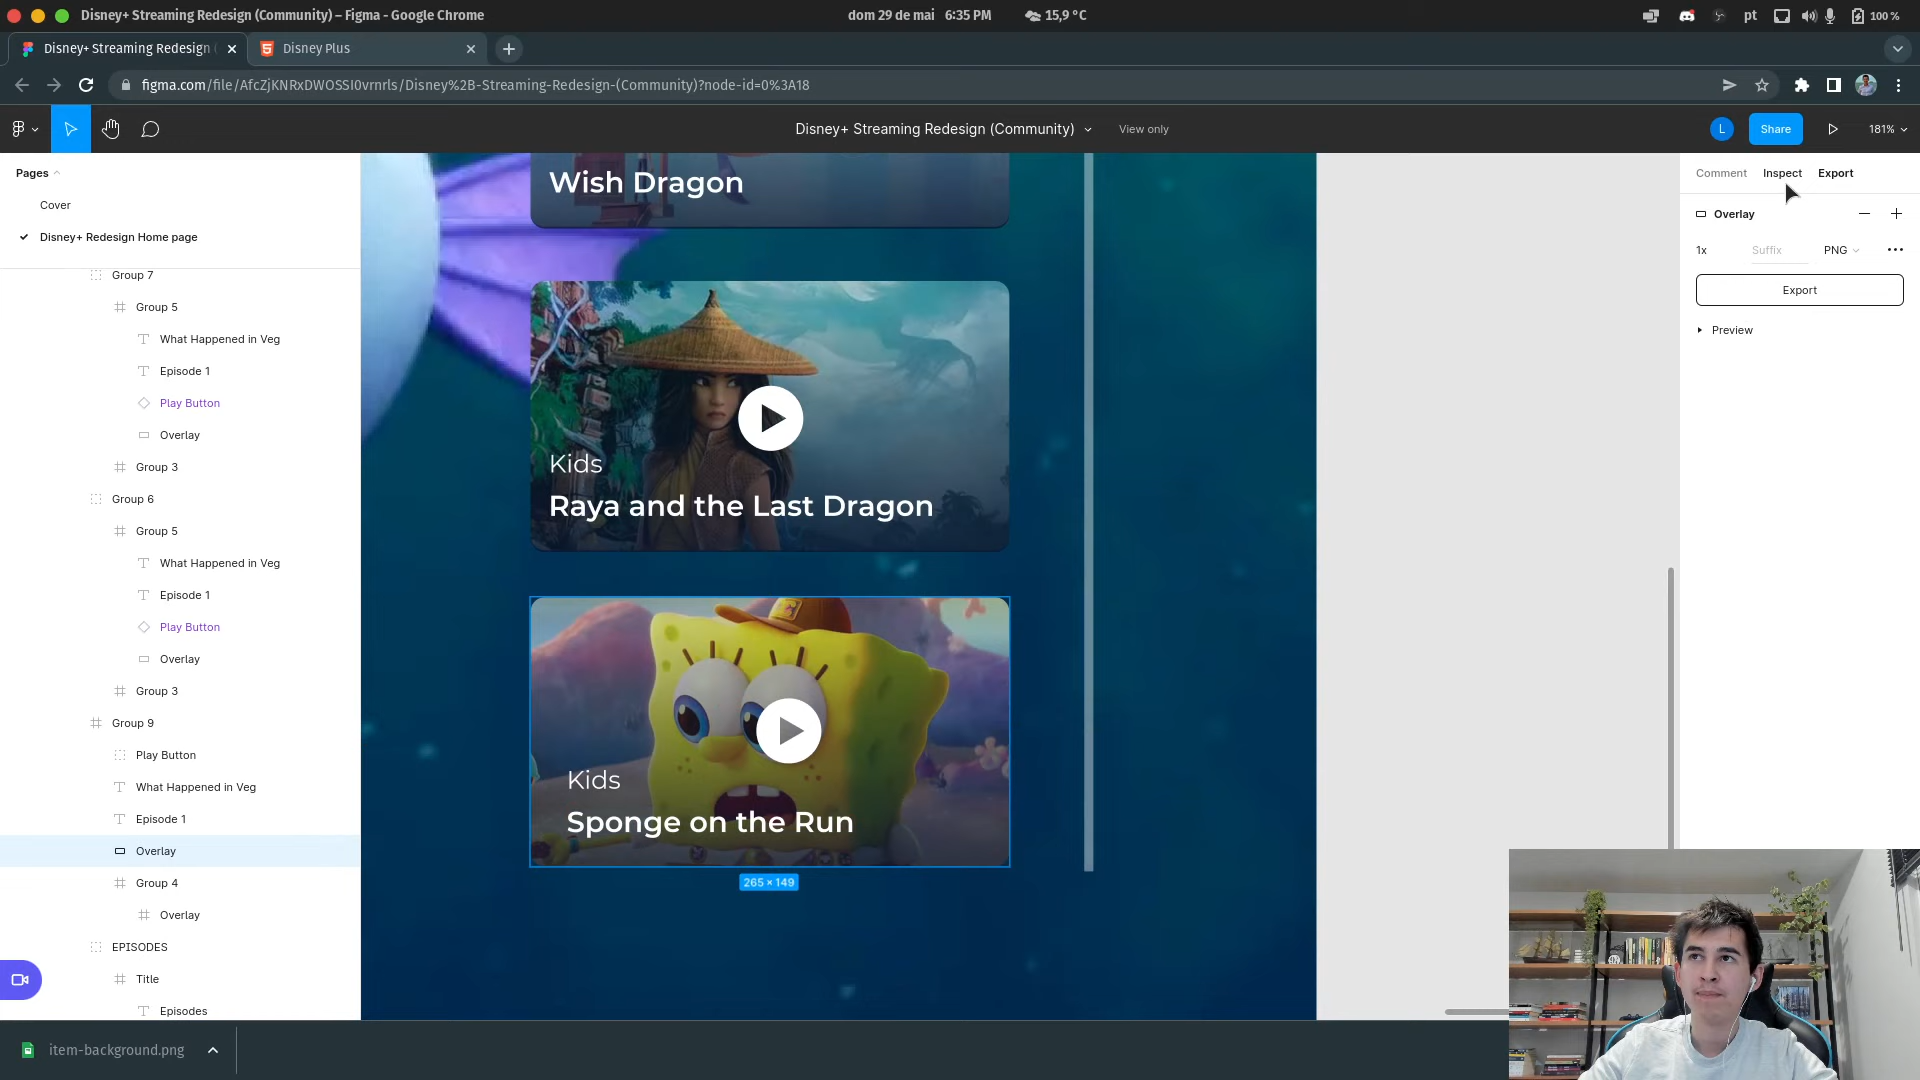 Disney+ Streaming Redesign (Community) – Figma - Google Chrome
dom 29 de mai 6:35 PM
15,9 °C
pt
100 %
Disney+ Streaming Redesign (
Disney Plus
figma.com/file/AfcZjKNRxDWOSSI0vrnrls/Disney%2B-Streaming-Redesign-(Community)?node-id=0%3A18
Disney+ Streaming Redesign (Community)
View only
L
Share
181%
Pages
Cover
Disney+ Redesign Home page
Group 7
Group 5
What Happened in Veg
Episode 1
Play Button
Overlay
Group 3
Group 6
Group 5
What Happened in Veg
Episode 1
Play Button
Overlay
Group 3
Group 9
Play Button
What Happened in Veg
Episode 1
Overlay
Group 4
Overlay
EPISODES
Title
Episodes
Wish Dragon
Kids
Raya and the Last Dragon
Kids
Sponge on the Run
265 × 149
Comment
Inspect
Export
Overlay
1x
Suffix
PNG
Export
Preview
item-background.png